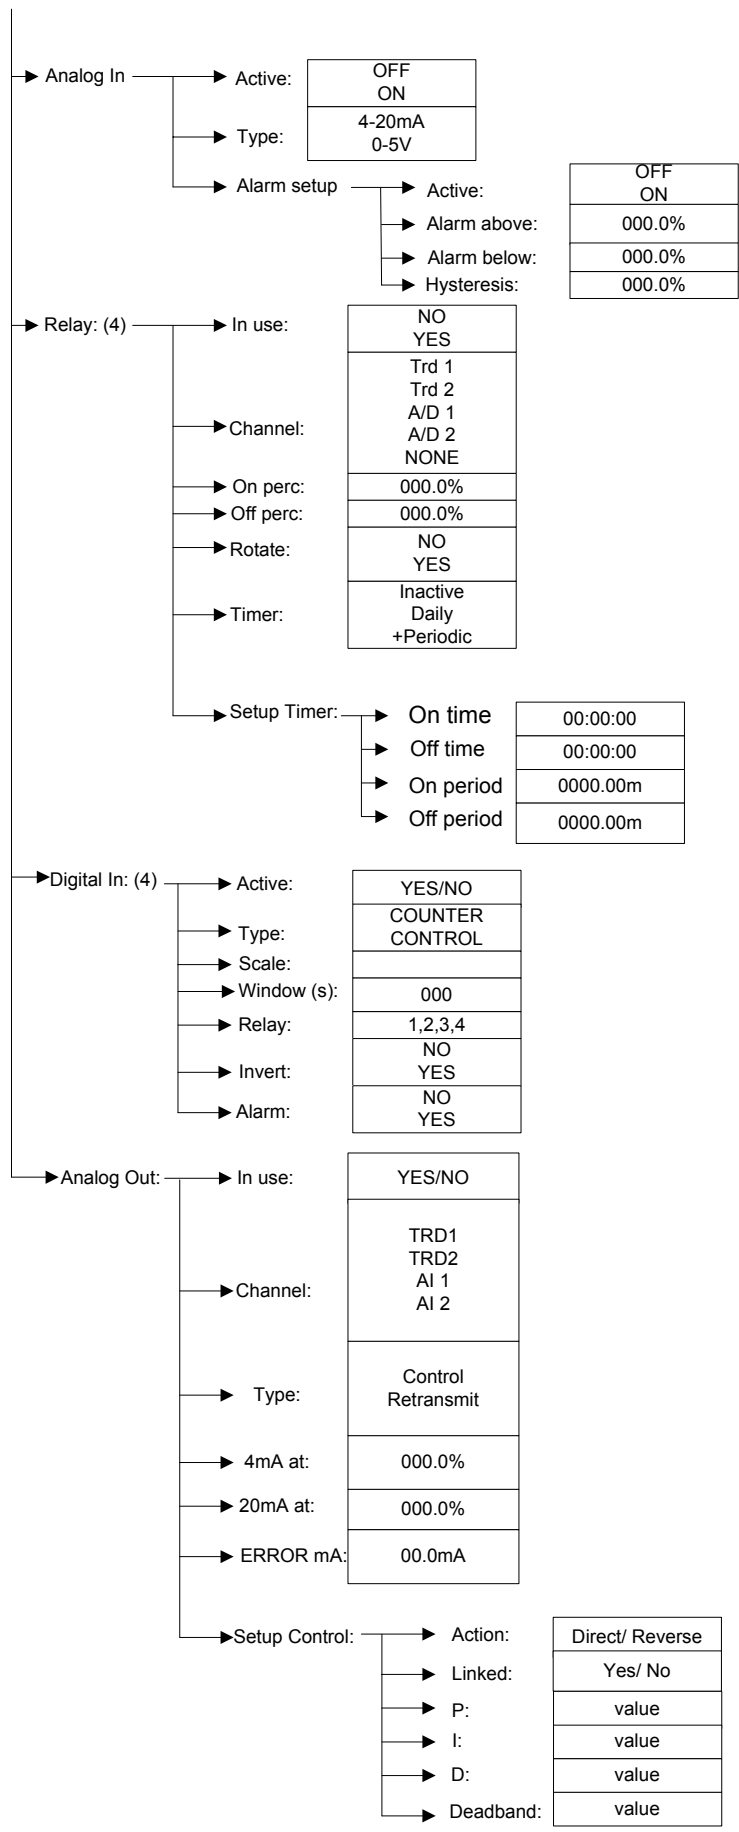 Analog In
Active:
OFF
ON
Type:
4-20mA
0-5V
Alarm setup
Active:
OFF
ON
Alarm above:
000.0%
Alarm below:
000.0%
Hysteresis:
000.0%
Relay: (4)
In use:
NO
YES
Channel:
Trd 1
Trd 2
A/D 1
A/D 2
NONE
On perc:
000.0%
Off perc:
000.0%
Rotate:
NO
YES
Timer:
Inactive
Daily
+Periodic
Setup Timer:
On time
00:00:00
Off time
00:00:00
On period
0000.00m
Off period
0000.00m
Digital In: (4)
Active:
YES/NO
Type:
COUNTER
CONTROL
Scale:
Window (s):
000
Relay:
1,2,3,4
Invert:
NO
YES
Alarm:
NO
YES
Analog Out:
In use:
YES/NO
Channel:
TRD1
TRD2
AI 1
AI 2
Type:
Control
Retransmit
4mA at:
000.0%
20mA at:
000.0%
ERROR mA:
00.0mA
Setup Control:
Action:
Direct/ Reverse
Linked:
Yes/ No
P:
value
I:
value
D:
value
Deadband:
value